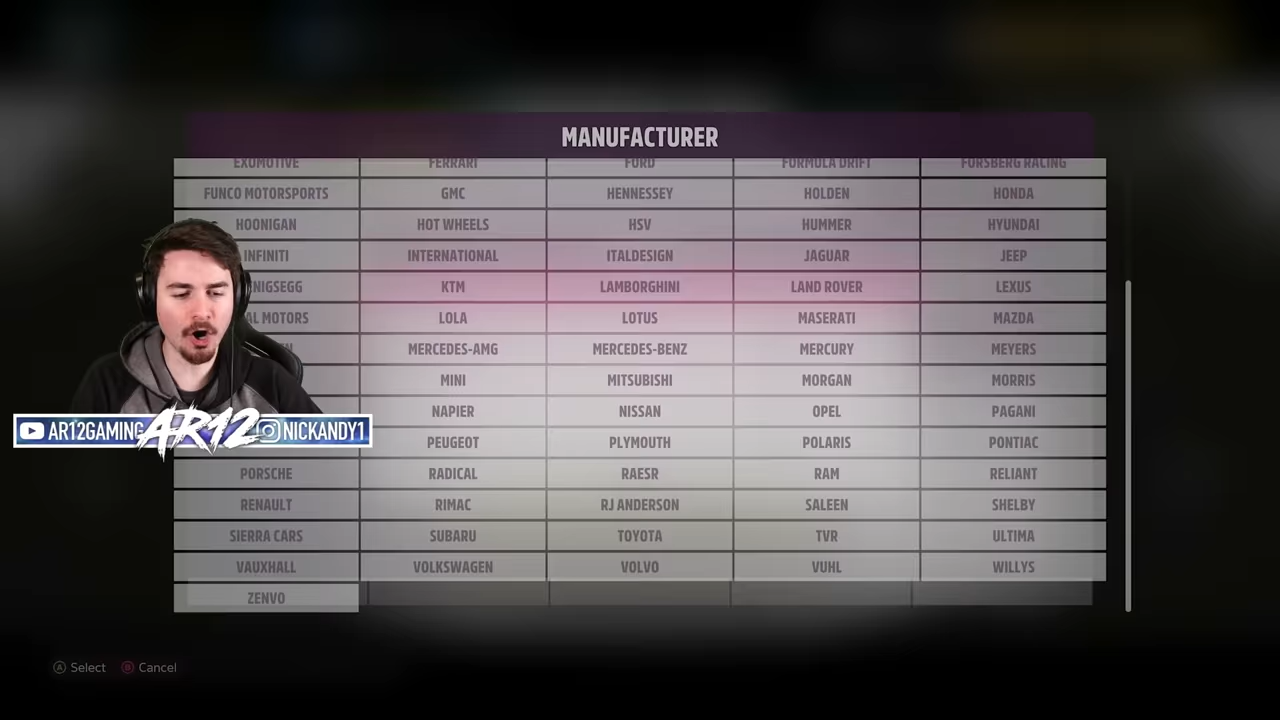 MANUFACTURER
EXOMOTIVE FERRARI FORD FORMULA DRIFT FORSBERG RACING
FUNCO MOTORSPORTS GMC HENNESSEY HOLDEN HONDA
HOONIGAN HOT WHEELS HSV HUMMER HYUNDAI
INFINITI INTERNATIONAL ITALDESIGN JAGUAR JEEP
NIGSEGG KTM LAMBORGHINI LAND ROVER LEXUS
AL MOTORS LOLA LOTUS MASERATI MAZDA
MERCEDES-AMG MERCEDES-BENZ MERCURY MEYERS
MINI MITSUBISHI MORGAN MORRIS
NAPIER NISSAN OPEL PAGANI
AR12GAMING AR12 NICKANDY1
PEUGEOT PLYMOUTH POLARIS PONTIAC
PORSCHE RADICAL RAESR RAM RELIANT
RENAULT RIMAC RJ ANDERSON SALEEN SHELBY
SIERRA CARS SUBARU TOYOTA TVR ULTIMA
VAUXHALL VOLKSWAGEN VOLVO VUHL WILLYS
ZENVO
A Select B Cancel